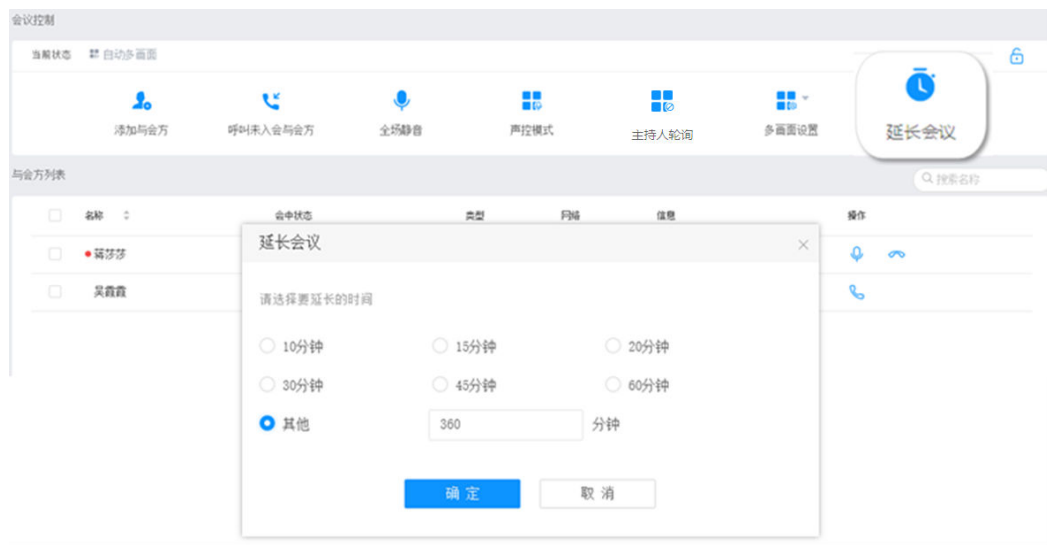 会议控制
当前状态 自动多画面
添加与会方 呼叫未入会与会方 全场静音 声控模式 主持人轮询 多画面设置 延长会议
与会方列表 搜索名称
名称 会中状态 类型 网络 信息 操作
蒋莎莎
吴霞霞
延长会议
请选择要延长的时间
10分钟 15分钟 20分钟
30分钟 45分钟 60分钟
其他 360 分钟
确定 取消